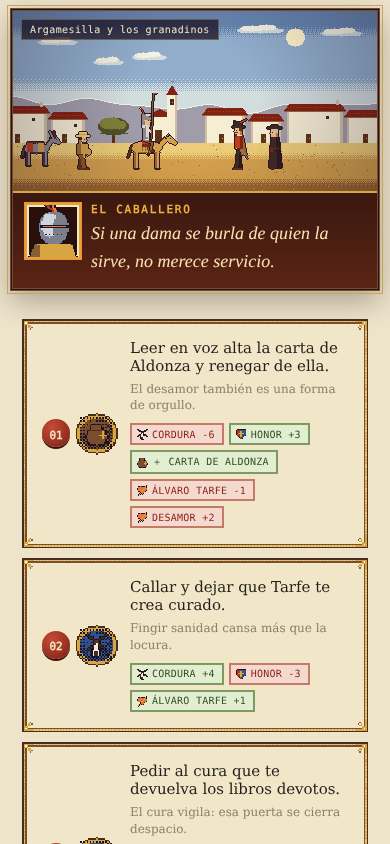 Argamesilla y los granadinos
EL CABALLERO
Si una dama se burla de quien la
sirve, no merece servicio.
01
Leer en voz alta la carta de
Aldonza y renegar de ella.
El desamor también es una forma
de orgullo.
CORDURA -6
HONOR +3
+ CARTA DE ALDONZA
ÁLVARO TARFE -1
DESAMOR +2
02
Callar y dejar que Tarfe te
crea curado.
Fingir sanidad cansa más que la
locura.
CORDURA +4
HONOR -3
ÁLVARO TARFE +1
Pedir al cura que te
devuelva los libros devotos.
El cura vigila: esa puerta se cierra
despacio.